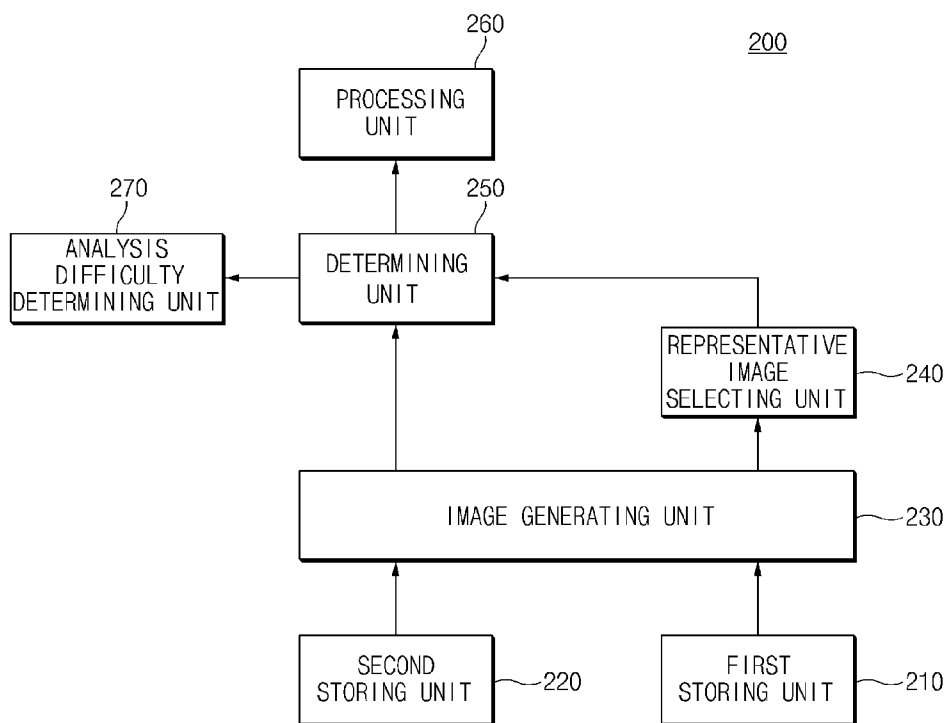 260
200
PROCESSING
UNIT
270
250
ANALYSIS
DIFFICULTY
DETERMINING UNIT
DETERMINING
UNIT
REPRESENTATIVE
IMAGE
SELECTING UNIT
240
IMAGE GENERATING UNIT
230
SECOND
STORING UNIT
220
FIRST
STORING UNIT
210